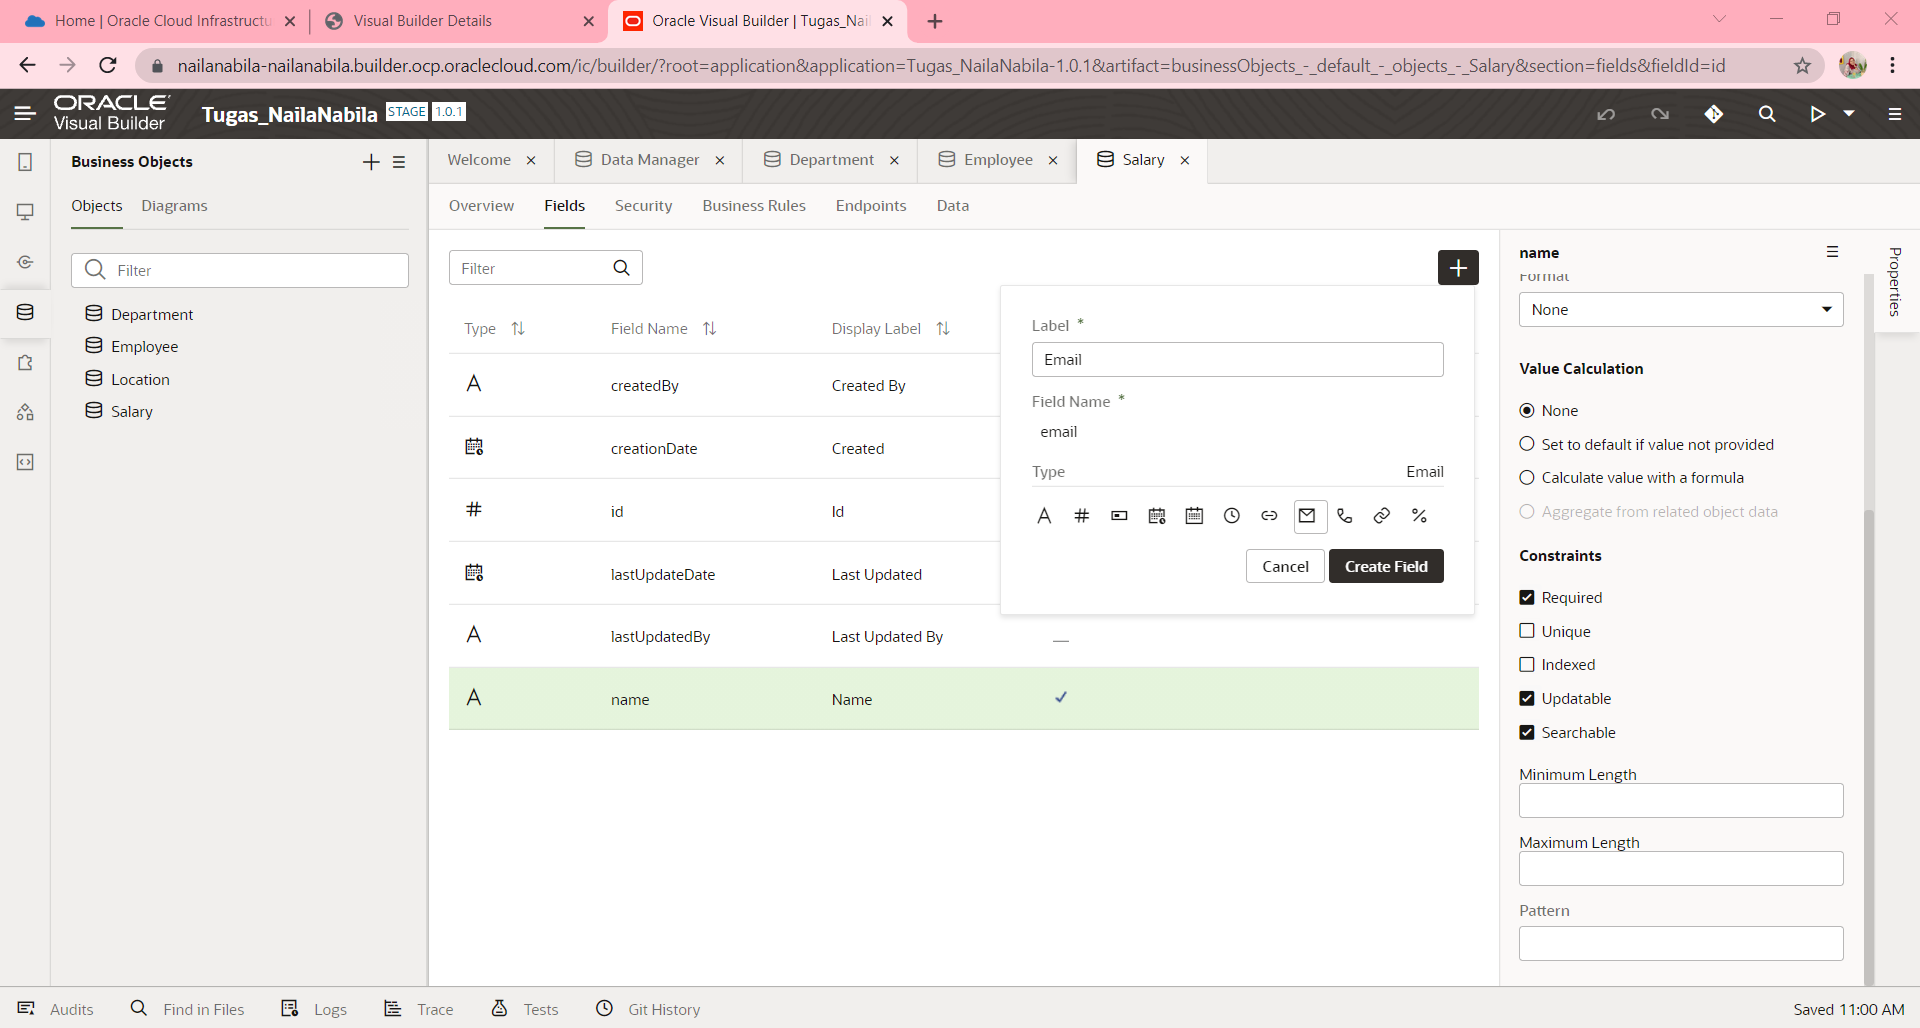 Home | Oracle Cloud Infrastructu
Visual Builder Details
Oracle Visual Builder | Tugas_Nail
nailanabila-nailanabila.builder.ocp.oraclecloud.com/ic/builder/?root=application&application=Tugas_NailaNabila-1.0.1&artifact=businessObjects_-_default_-_objects_-_Salary&section=fields&fieldId=id
ORACLE
Visual Builder
Tugas_NailaNabila STAGE 1.0.1
Business Objects
Objects Diagrams
Filter
Department
Employee
Location
Salary
Welcome Data Manager Department Employee Salary
Overview Fields Security Business Rules Endpoints Data
Filter
Type Field Name Display Label
A createdBy Created By
creationDate Created
# id Id
lastUpdateDate Last Updated
A lastUpdatedBy Last Updated By
A name Name
Label *
Email
Field Name *
email
Type Email
A # %
Cancel Create Field
name
Format
None
Value Calculation
None
Set to default if value not provided
Calculate value with a formula
Aggregate from related object data
Constraints
Required
Unique
Indexed
Updatable
Searchable
Minimum Length
Maximum Length
Pattern
Properties
Audits Find in Files Logs Trace Tests Git History
Saved 11:00 AM